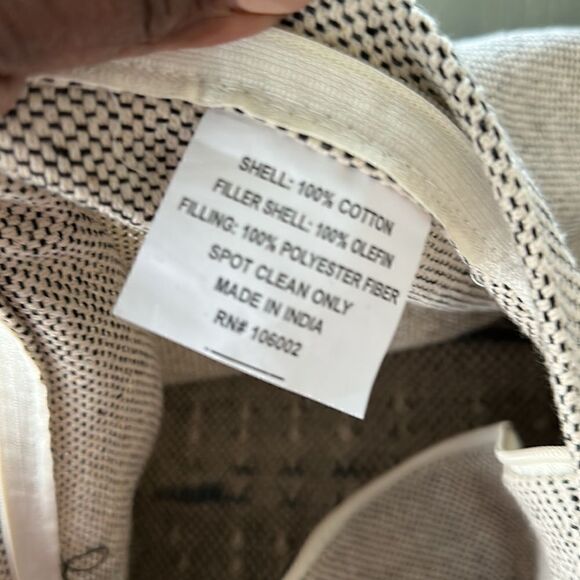 SHELL: 100% COTTON
FILLER SHELL: 100% OLEFIN
FILLING: 100% POLYESTER FIBER
SPOT CLEAN ONLY
MADE IN INDIA
RN# 106002